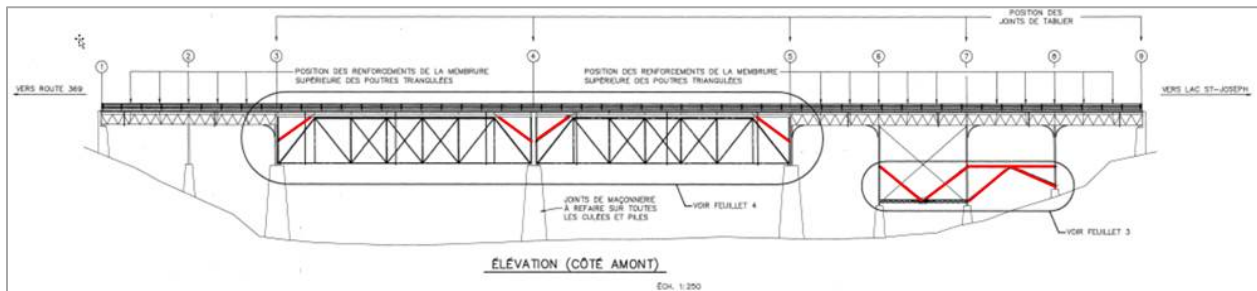 POSITION DES
JOINTS DE TABLIER
1
2
3
4
5
6
7
8
9
POSITION DES RENFORCEMENTS DE LA MEMBRURE
SUPÉRIEURE DES POUTRES TRIANGULÉES
POSITION DES RENFORCEMENTS DE LA MEMBRURE
SUPÉRIEURE DES POUTRES TRIANGULÉES
VERS ROUTE 369
VERS LAC ST-JOSEPH
JOINTS DE MAÇONNERIE
À REFAIRE SUR TOUTES
LES CULÉES ET PILES
VOIR FEUILLET 4
VOIR FEUILLET 3
ÉLÉVATION (CÔTÉ AMONT)
ÉCH. 1:250